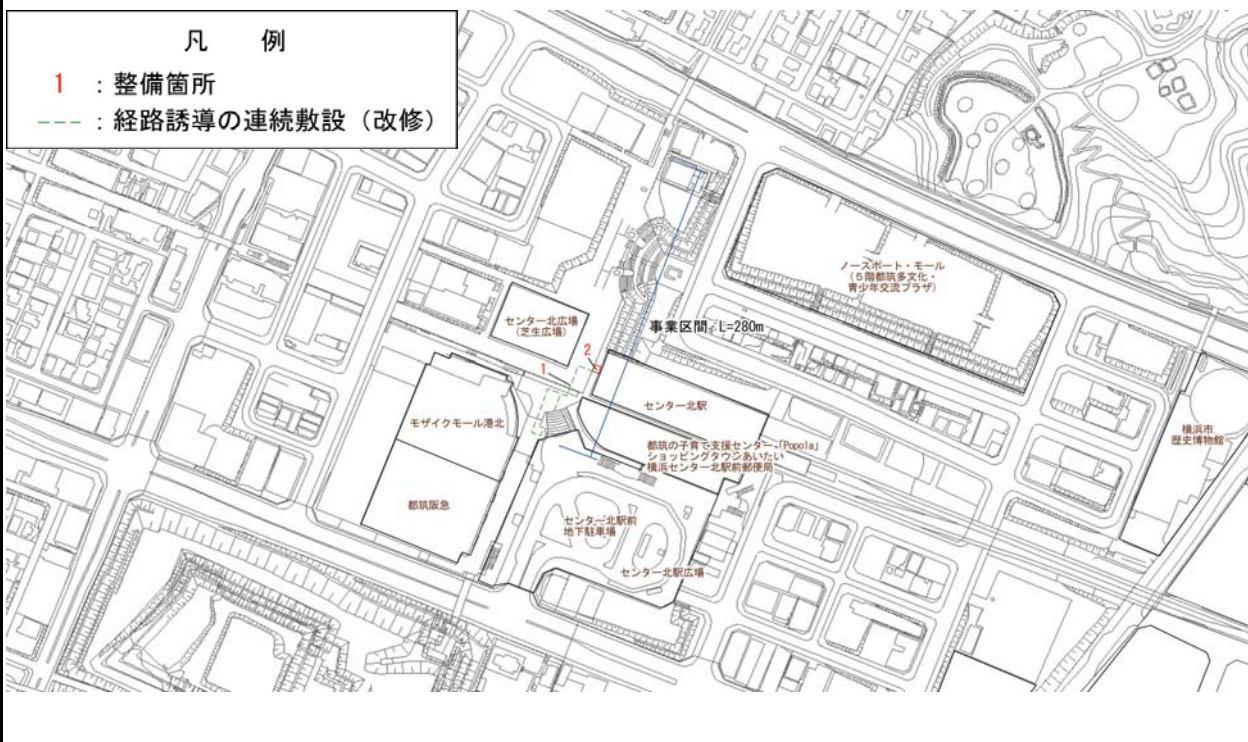 凡　例
1 ：整備箇所
--- ：経路誘導の連続敷設（改修）
ノースポート・モール
（5階都筑多文化・
青少年交流プラザ）
センター北広場
（芝生広場）
事業区間：L=280m
2
1
センター北駅
モザイクモール港北
横浜市
歴史博物館
都筑の子育て支援センター「Popola」
ショッピングタウンあいたい
横浜センター北駅前郵便局
都筑阪急
センター北駅前
地下駐車場
センター北駅広場